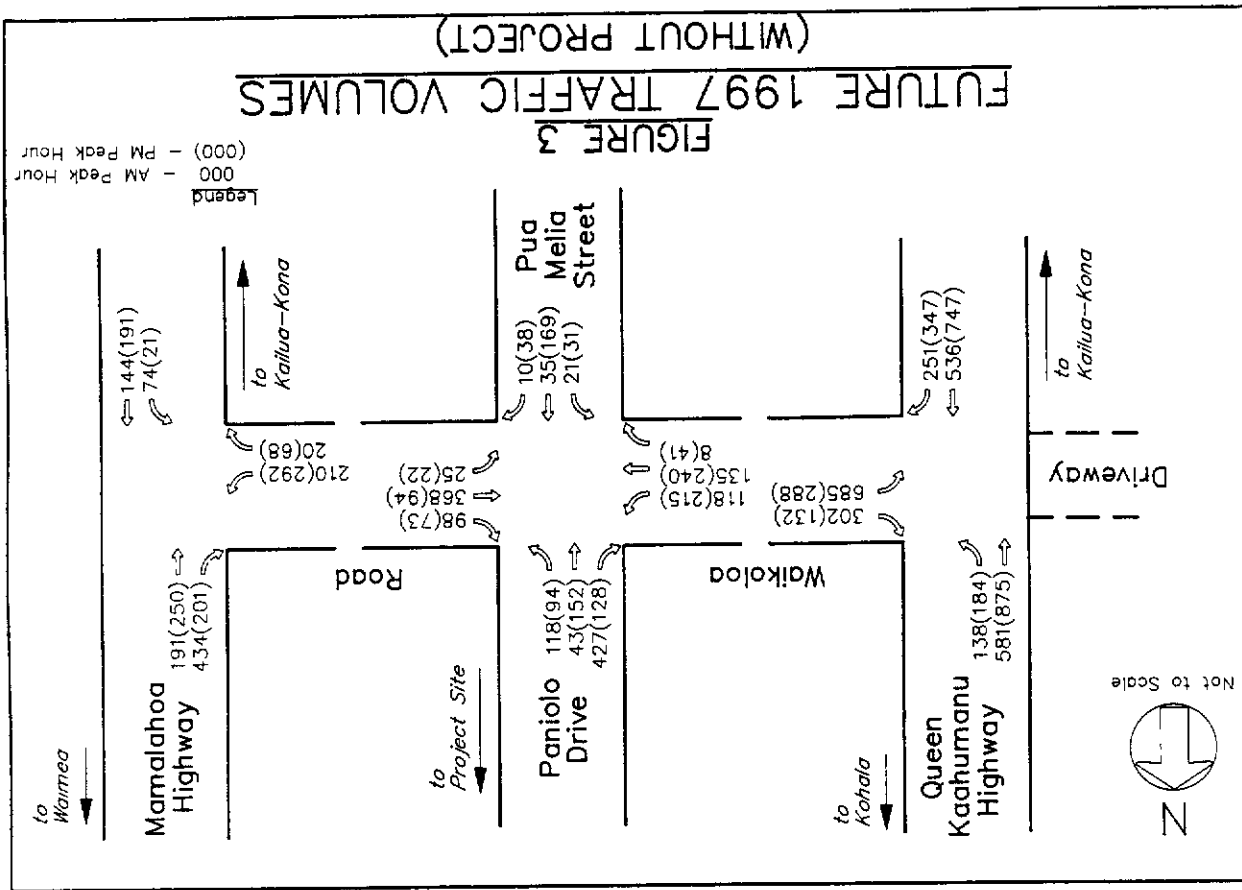 Not to Scale
N
to
Kohala
Queen
Kaahumanu
Highway
138(184)
581(875)
Driveway
251(347)
536(747)
to
Kailua-Kona
Waikoloa
302(132)
685(288)
118(215)
135(240)
8(41)
to
Project Site
Paniolo
Drive
118(94)
43(152)
427(128)
10(38)
35(169)
21(31)
Pua
Melia
Street
Road
98(73)
368(94)
25(22)
210(292)
20(68)
to
Waimea
Mamalahoa
Highway
191(250)
434(201)
144(191)
74(21)
to
Kailua-Kona
Legend
000 - AM Peak Hour
(000) - PM Peak Hour
FIGURE 3
FUTURE 1997 TRAFFIC VOLUMES
(WITHOUT PROJECT)